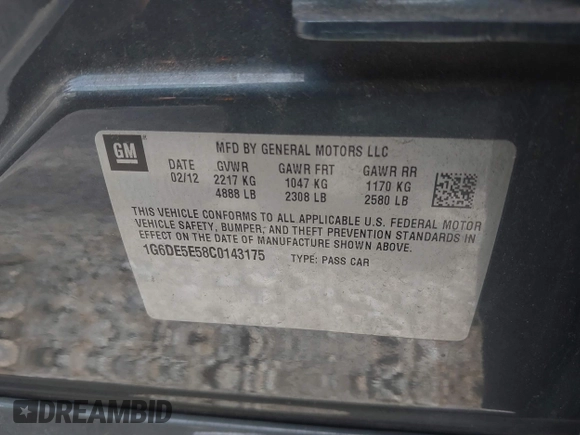 GM
MFD BY GENERAL MOTORS LLC
DATE GVWR GAWR FRT GAWR RR
02/12 2217 KG 1047 KG 1170 KG
4888 LB 2308 LB 2580 LB
THIS VEHICLE CONFORMS TO ALL APPLICABLE U.S. FEDERAL MOTOR
VEHICLE SAFETY, BUMPER, AND THEFT PREVENTION STANDARDS IN
EFFECT ON THE DATE OF MANUFACTURE SHOWN ABOVE.
1G6DE5E58C0143175 TYPE: PASS CAR
DREAMBID